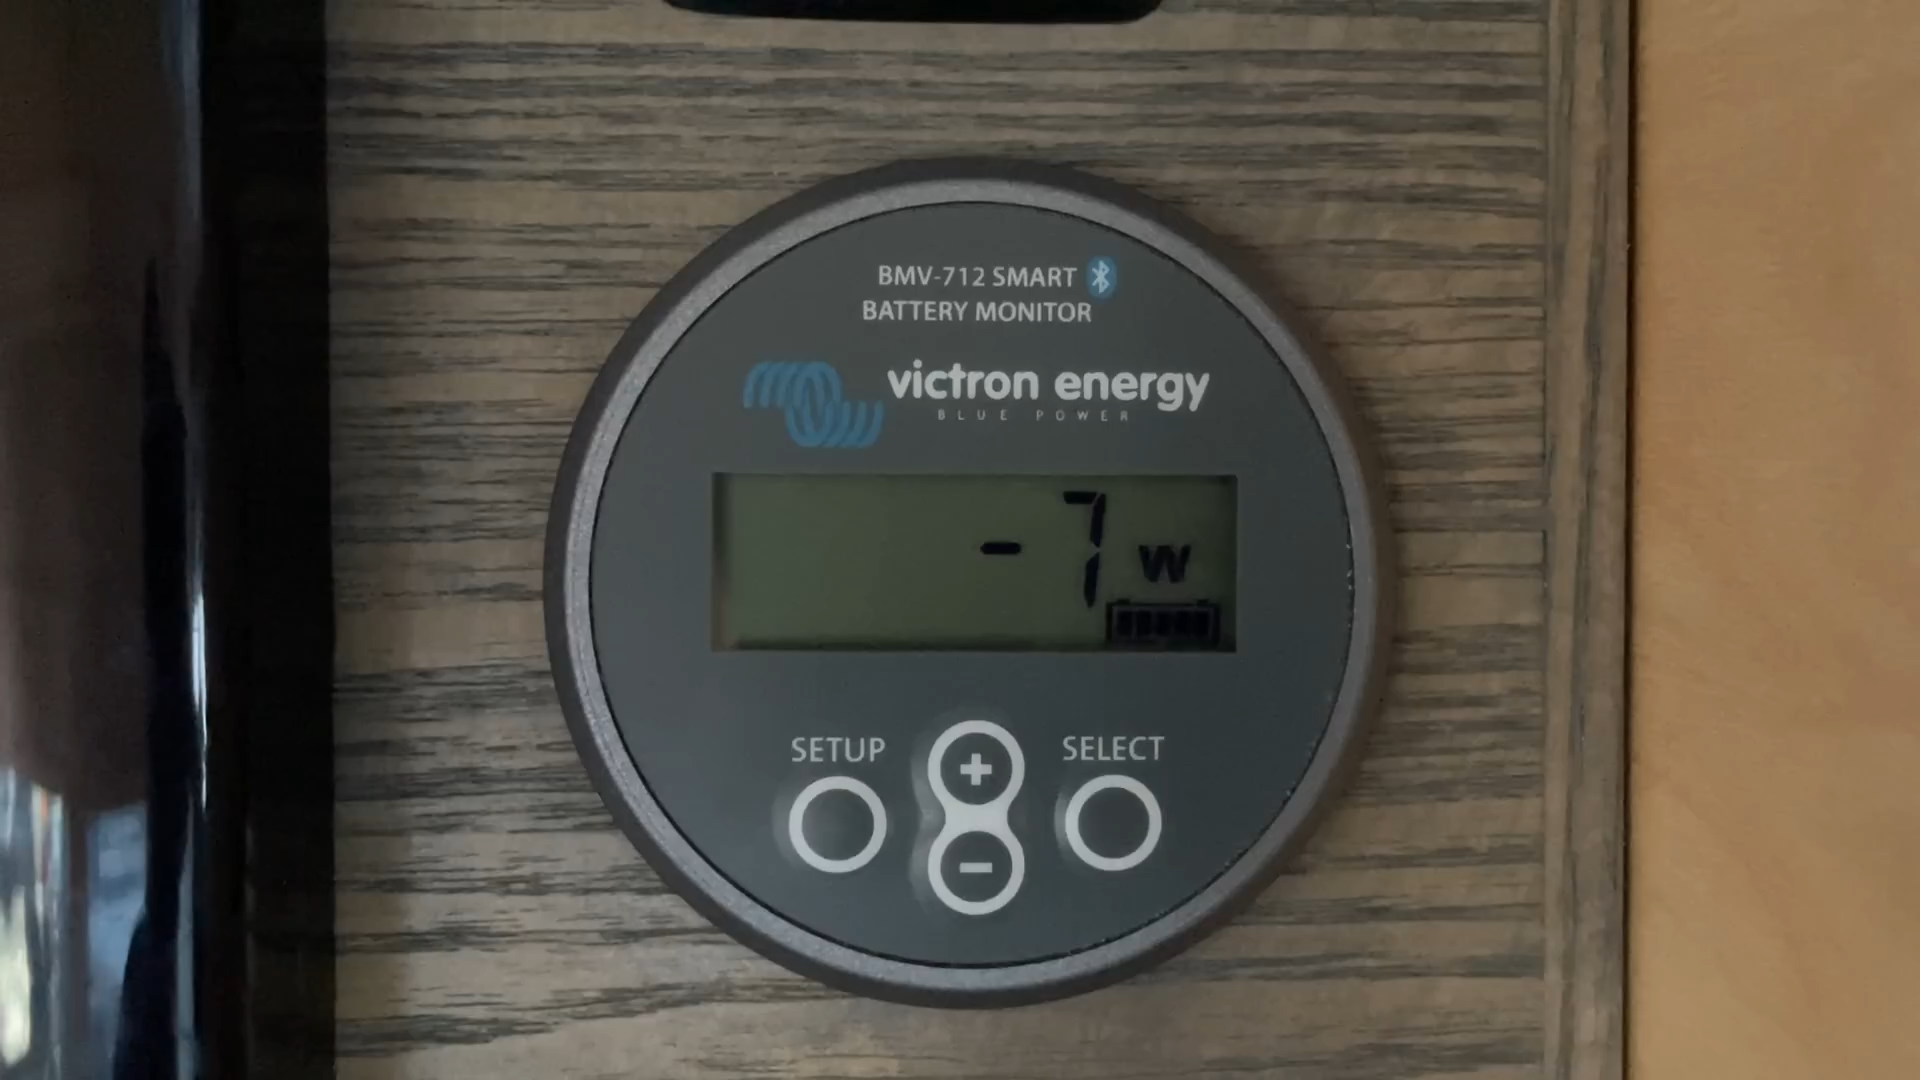 BMV-712 SMART
BATTERY MONITOR
victron energy
BLUE POWER
-7 W
SETUP
+
SELECT
-